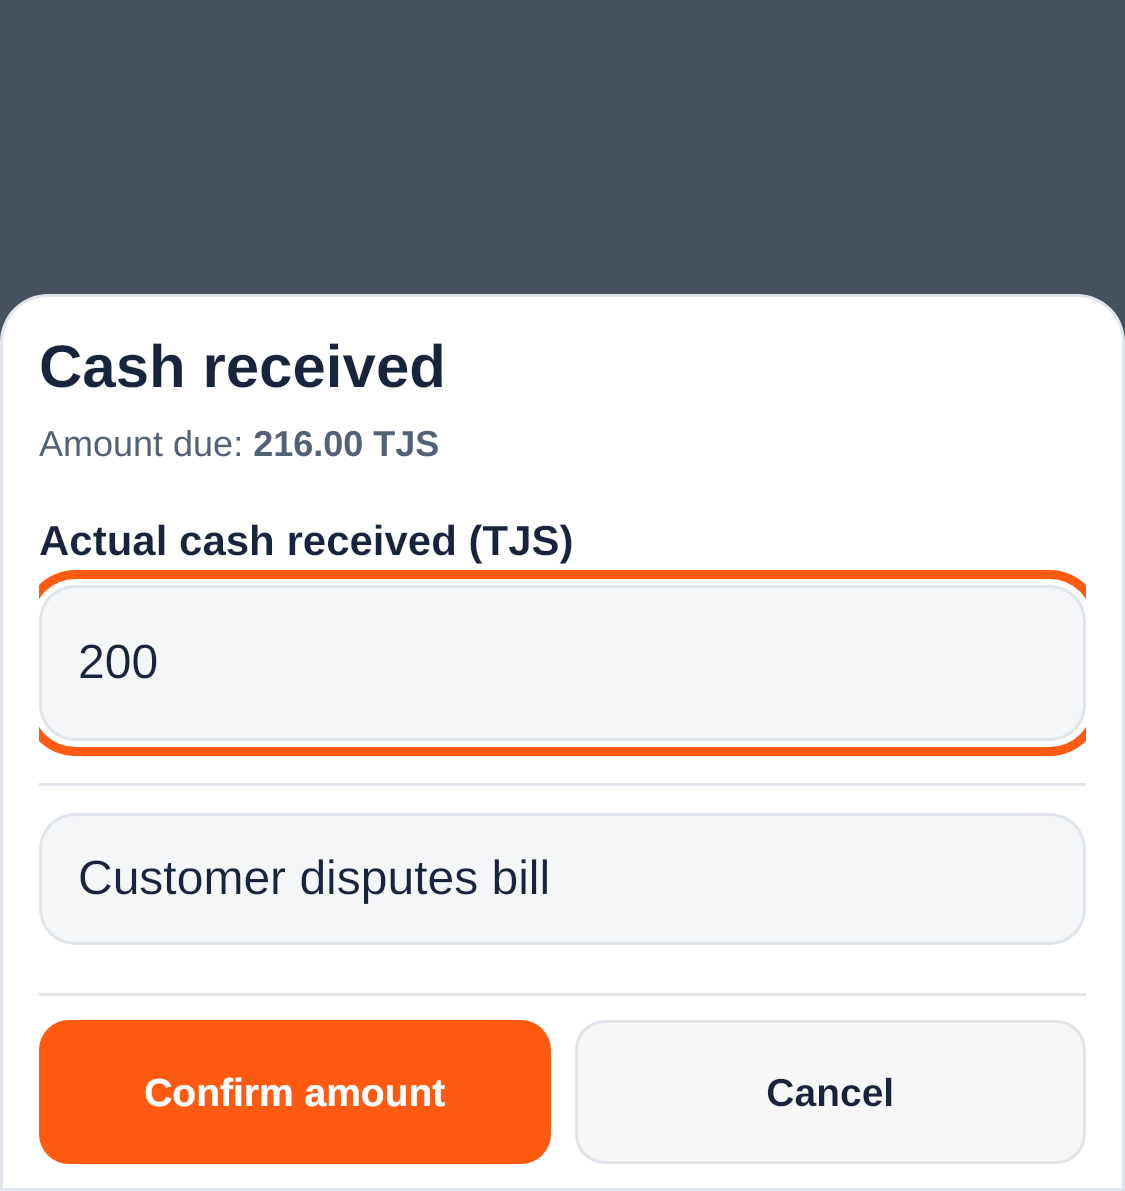 Cash received
Amount due: 216.00 TJS
Actual cash received (TJS)
200
Customer disputes bill
Confirm amount
Cancel